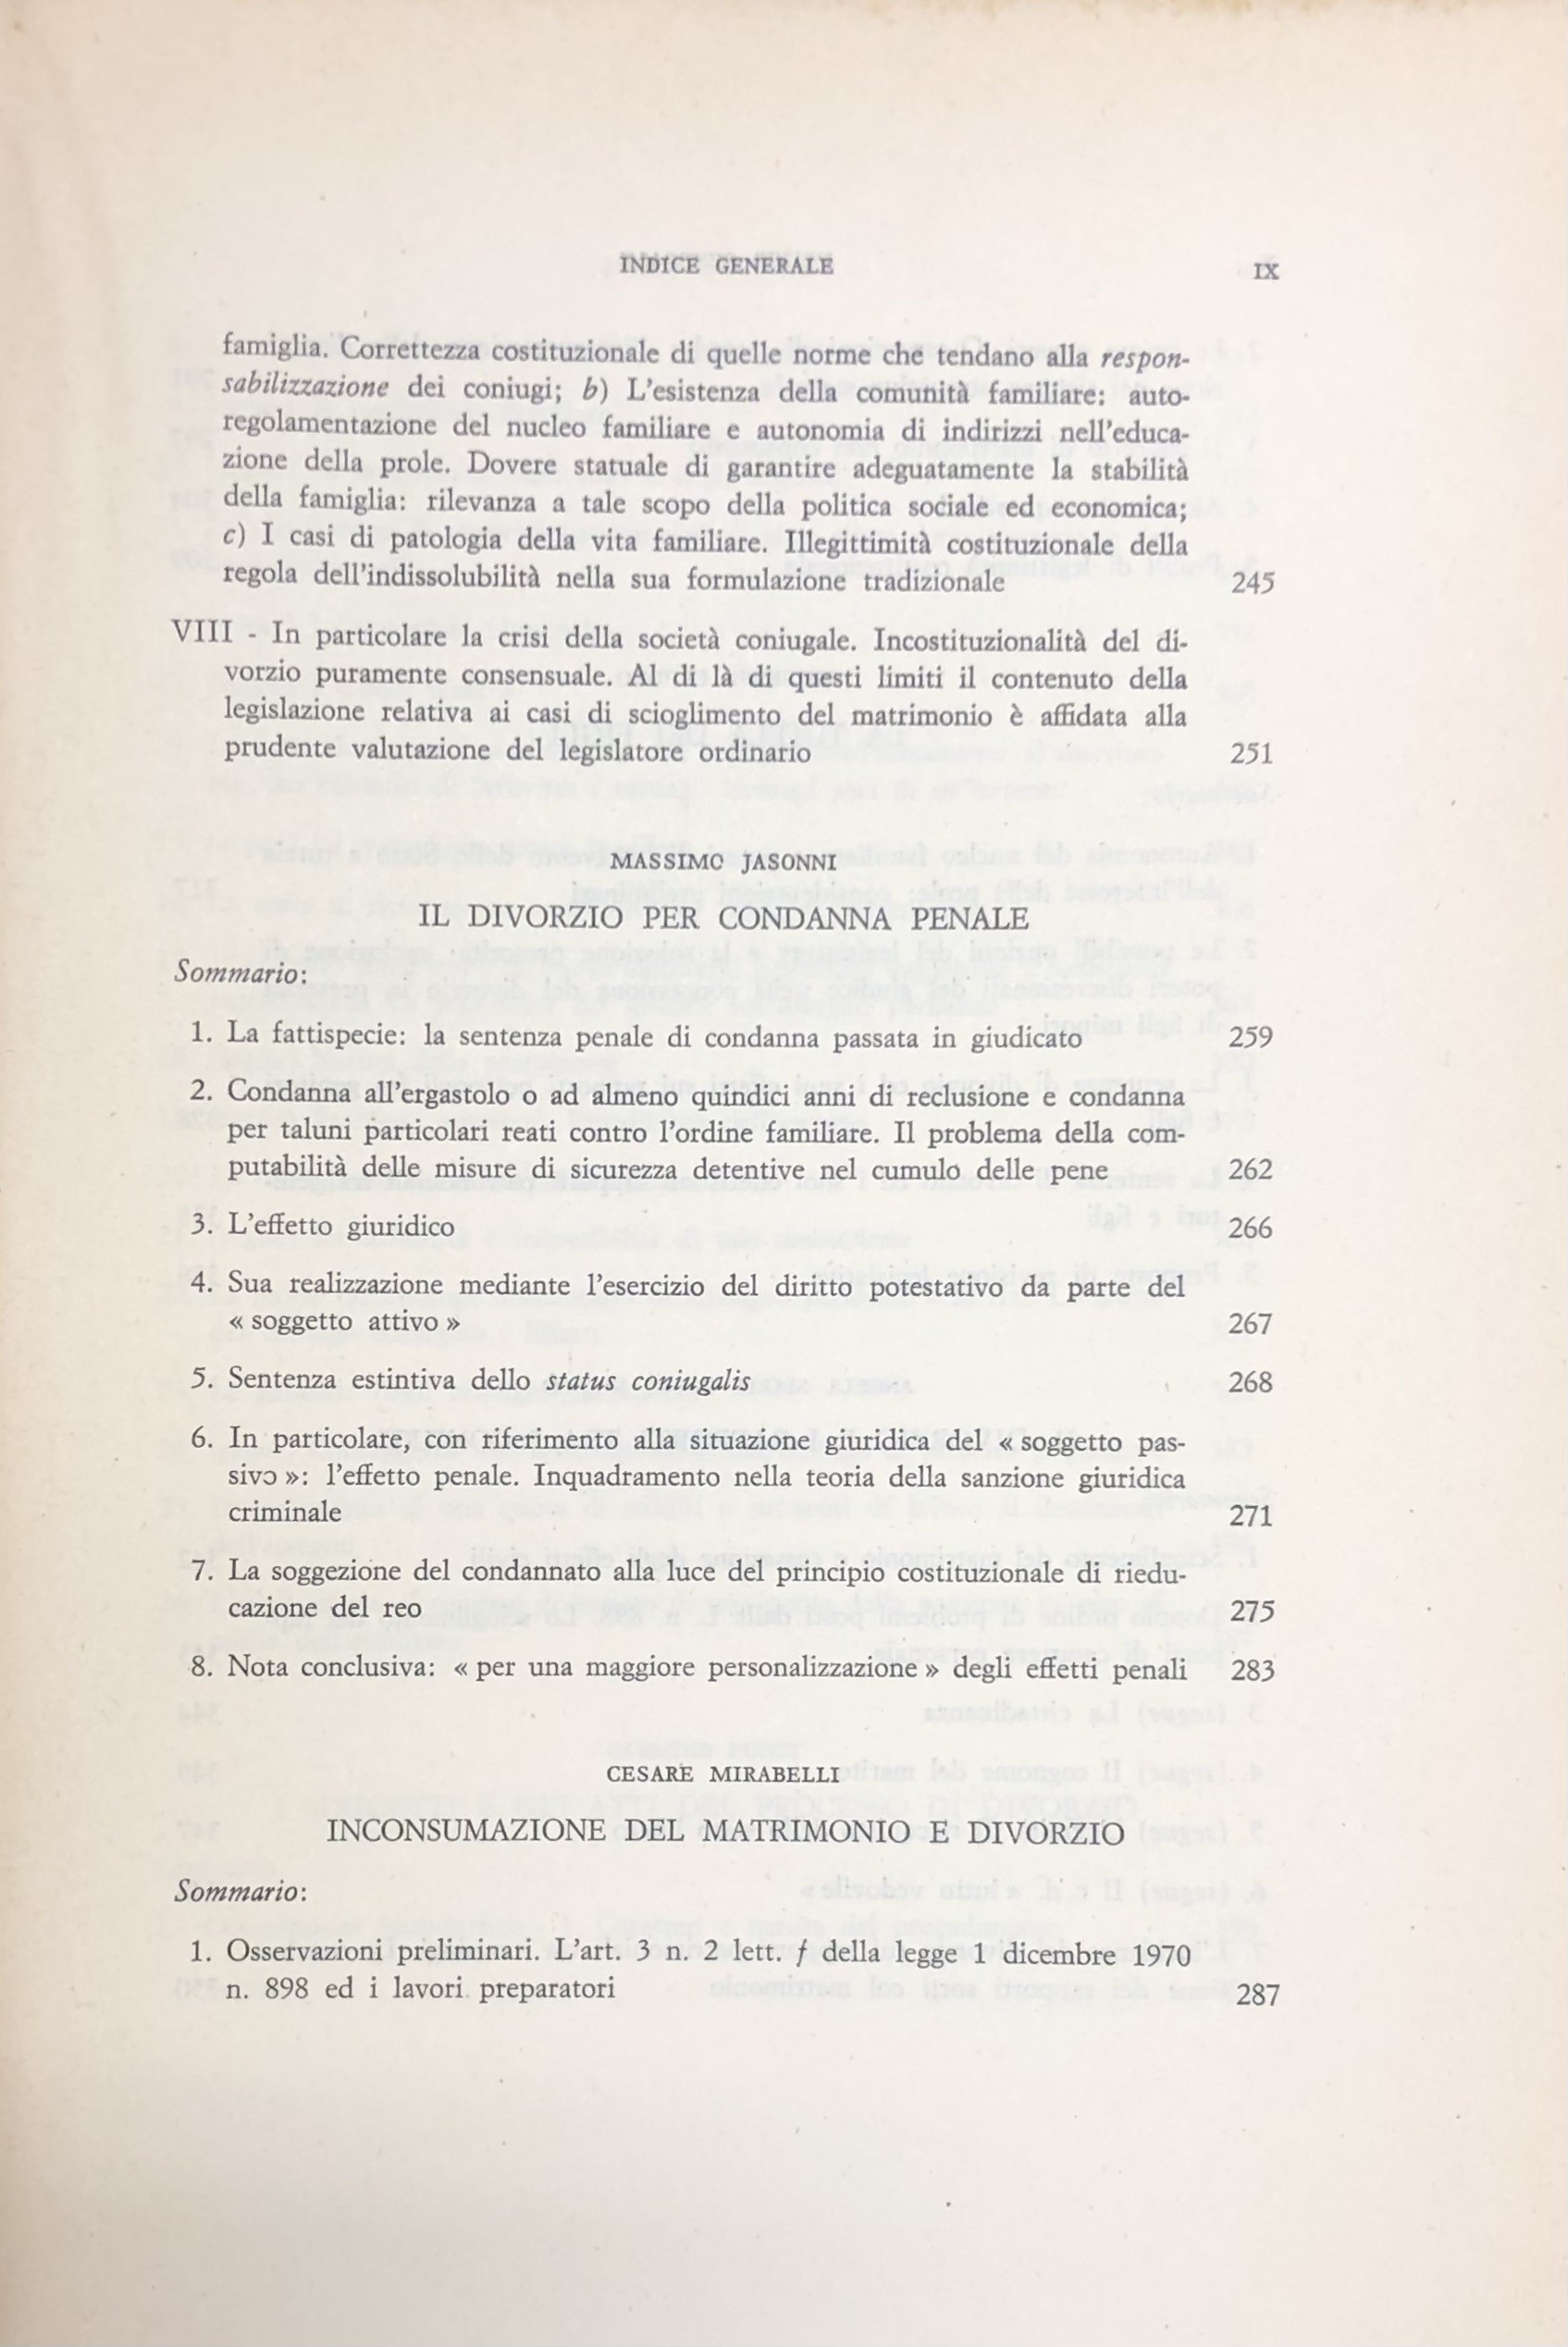 INDICE GENERALE IX
famiglia. Correttezza costituzionale di quelle norme che tendano alla respon-
sabilizzazione dei coniugi; b) L'esistenza della comunità familiare: auto-
regolamentazione del nucleo familiare e autonomia di indirizzi nell'educa-
zione della prole. Dovere statuale di garantire adeguatamente la stabilità
della famiglia: rilevanza a tale scopo della politica sociale ed economica;
c) I casi di patologia della vita familiare. Illegittimità costituzionale della
regola dell'indissolubilità nella sua formulazione tradizionale 245
VIII - In particolare la crisi della società coniugale. Incostituzionalità del di-
vorzio puramente consensuale. Al di là di questi limiti il contenuto della
legislazione relativa ai casi di scioglimento del matrimonio è affidata alla
prudente valutazione del legislatore ordinario 251
MASSIMO JASONNI
IL DIVORZIO PER CONDANNA PENALE
Sommario:
1. La fattispecie: la sentenza penale di condanna passata in giudicato 259
2. Condanna all'ergastolo o ad almeno quindici anni di reclusione e condanna
per taluni particolari reati contro l'ordine familiare. Il problema della com-
putabilità delle misure di sicurezza detentive nel cumulo delle pene 262
3. L'effetto giuridico 266
4. Sua realizzazione mediante l'esercizio del diritto potestativo da parte del
« soggetto attivo » 267
5. Sentenza estintiva dello status coniugalis 268
6. In particolare, con riferimento alla situazione giuridica del « soggetto pas-
sivo »: l'effetto penale. Inquadramento nella teoria della sanzione giuridica
criminale 271
7. La soggezione del condannato alla luce del principio costituzionale di riedu-
cazione del reo 275
8. Nota conclusiva: « per una maggiore personalizzazione » degli effetti penali 283
CESARE MIRABELLI
INCONSUMAZIONE DEL MATRIMONIO E DIVORZIO
Sommario:
1. Osservazioni preliminari. L'art. 3 n. 2 lett. f della legge 1 dicembre 1970
n. 898 ed i lavori preparatori 287